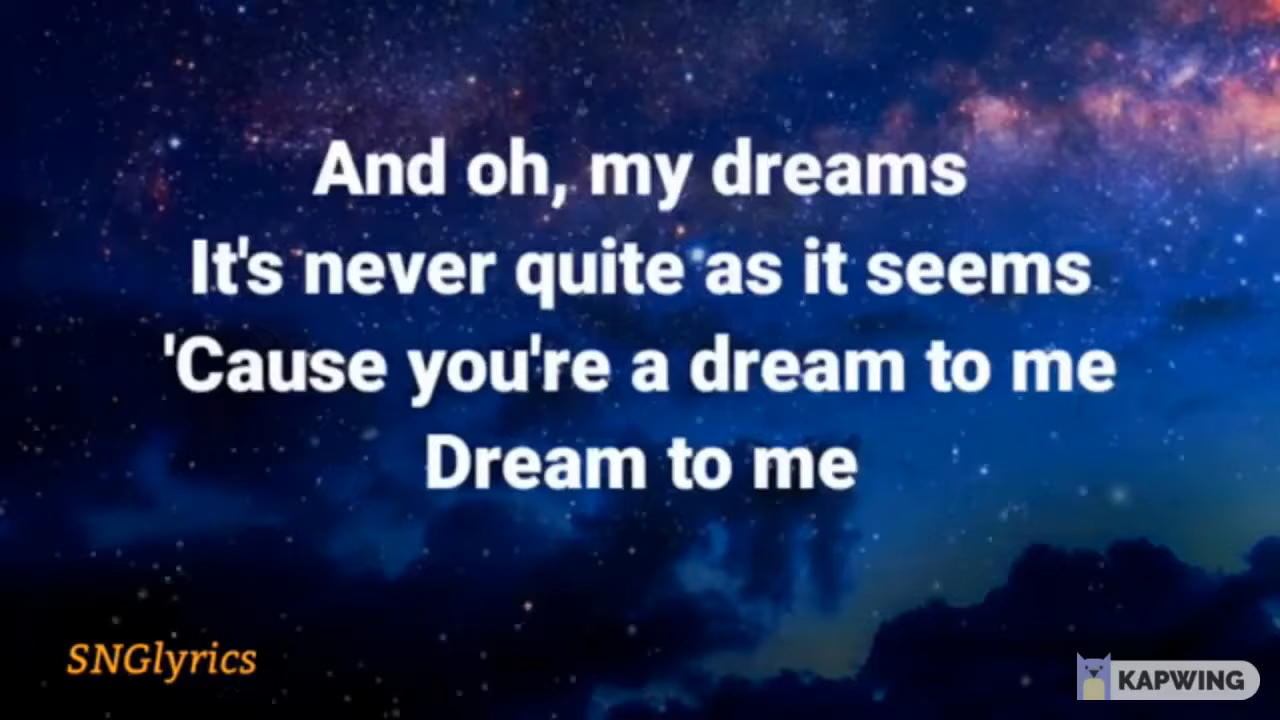 And oh, my dreams
It's never quite as it seems
'Cause you're a dream to me
Dream to me
SNGlyrics
KAPWING